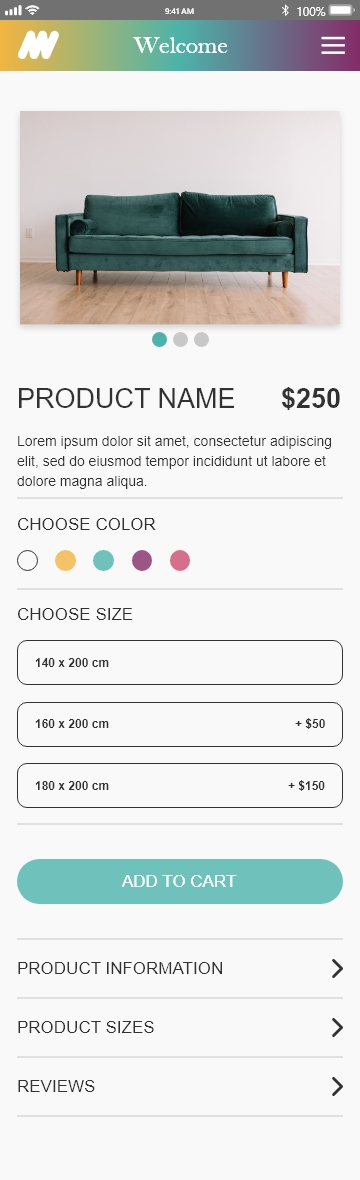 9:41 AM
100%
Welcome
PRODUCT NAME
$250
Lorem ipsum dolor sit amet, consectetur adipiscing
elit, sed do eiusmod tempor incididunt ut labore et
dolore magna aliqua.
CHOOSE COLOR
CHOOSE SIZE
140 x 200 cm
160 x 200 cm
+ $50
180 x 200 cm
+ $150
ADD TO CART
PRODUCT INFORMATION
PRODUCT SIZES
REVIEWS